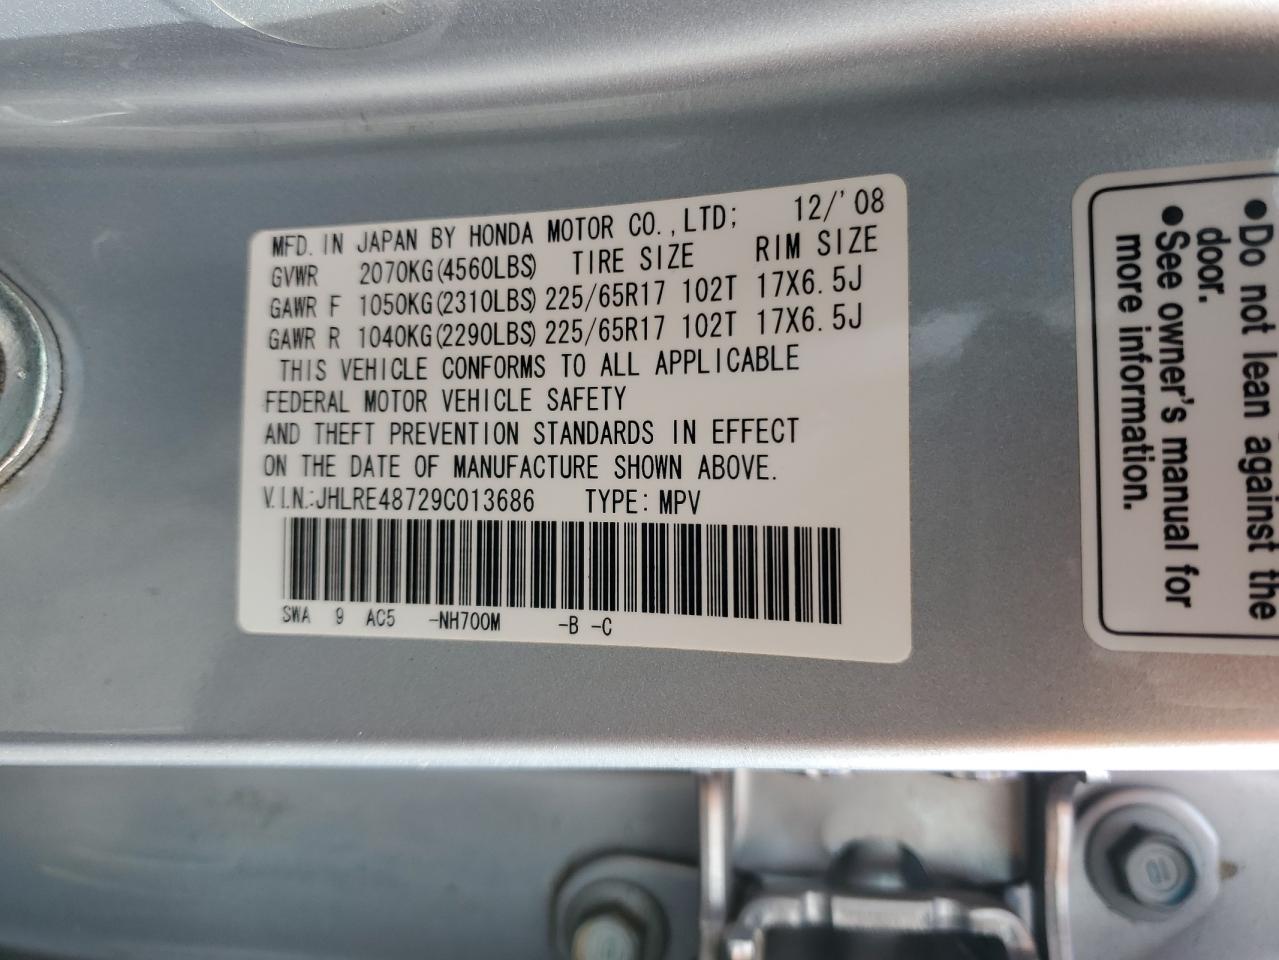 MFD. IN JAPAN BY HONDA MOTOR CO.,LTD; 12/'08
GVWR 2070KG(4560LBS) TIRE SIZE RIM SIZE
GAWR F 1050KG(2310LBS) 225/65R17 102T 17X6.5J
GAWR R 1040KG(2290LBS) 225/65R17 102T 17X6.5J
THIS VEHICLE CONFORMS TO ALL APPLICABLE
FEDERAL MOTOR VEHICLE SAFETY
AND THEFT PREVENTION STANDARDS IN EFFECT
ON THE DATE OF MANUFACTURE SHOWN ABOVE.
V.I.N.:JHLRE48729C013686 TYPE: MPV
SWA 9 AC5 -NH700M -B -C
●Do not lean against the
door.
●See owner's manual for
more information.